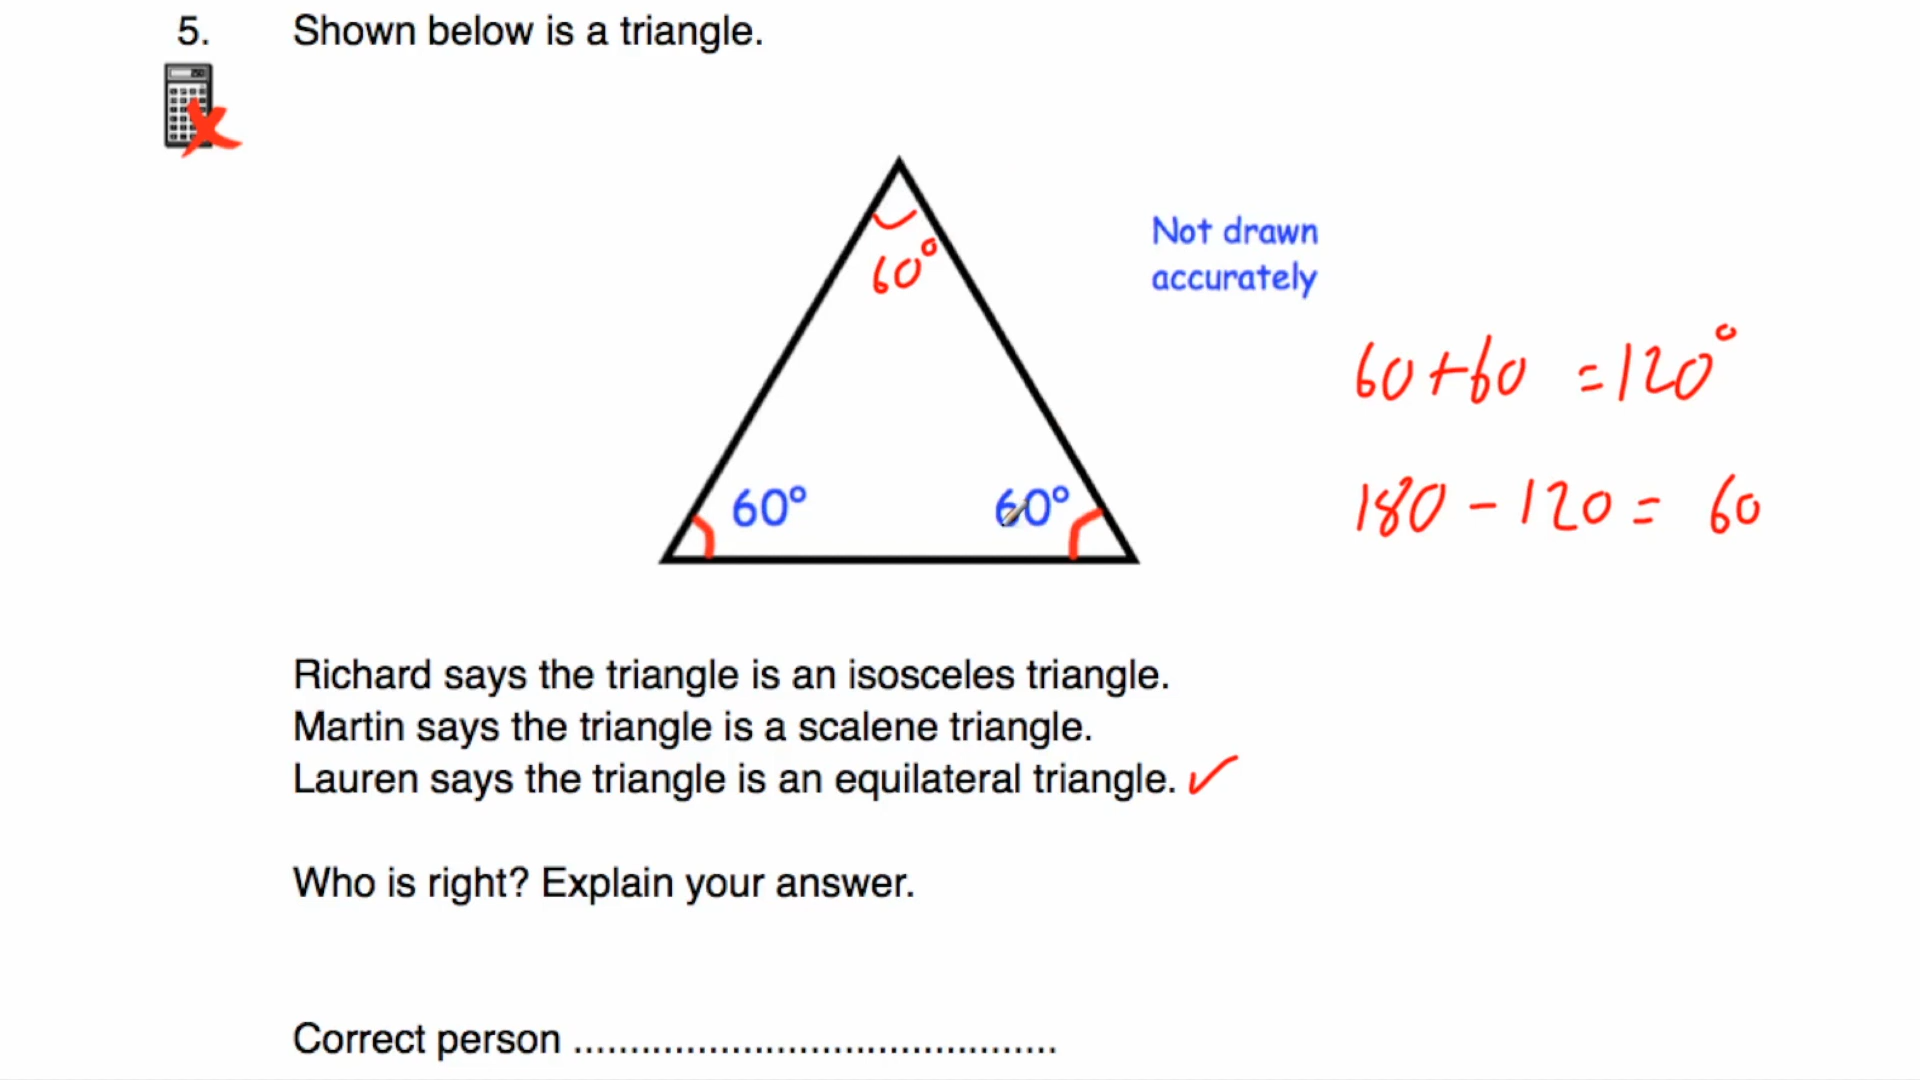 5. Shown below is a triangle.
Not drawn
accurately
60°
60 + 60 = 120°
60° 60°
180 - 120 = 60
Richard says the triangle is an isosceles triangle.
Martin says the triangle is a scalene triangle.
Lauren says the triangle is an equilateral triangle. ✓
Who is right? Explain your answer.
Correct person ...........................................